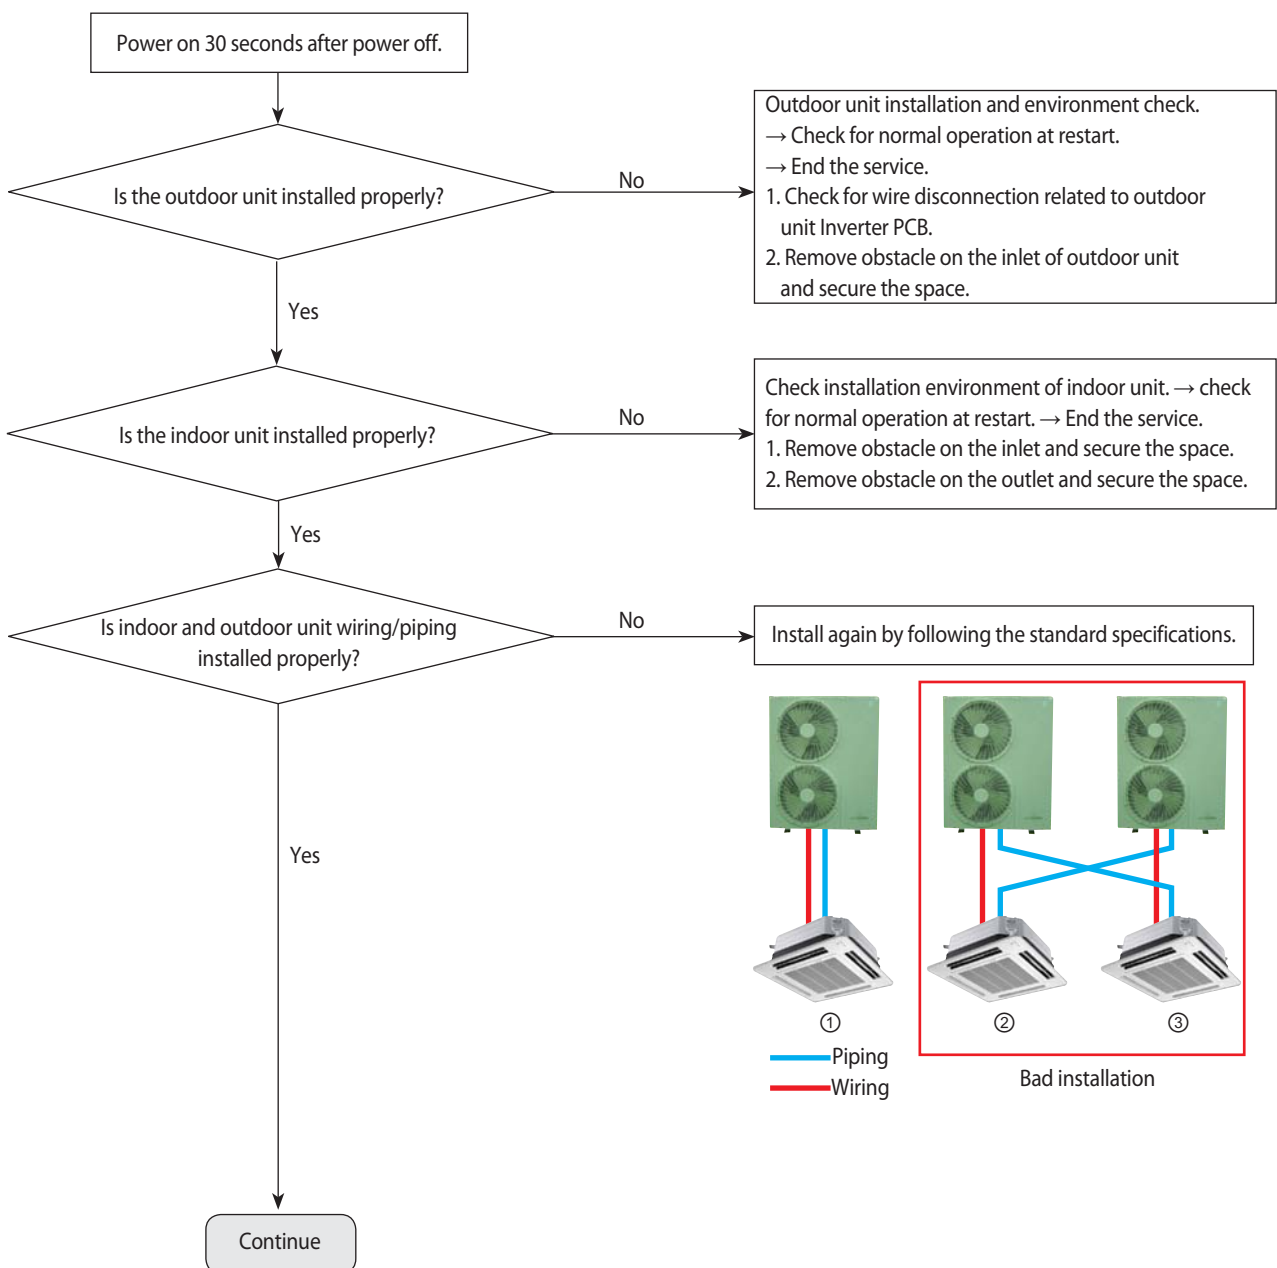 Power on 30 seconds after power off.
Is the outdoor unit installed properly?
No
Outdoor unit installation and environment check.
→ Check for normal operation at restart.
→ End the service.
1. Check for wire disconnection related to outdoor
unit Inverter PCB.
2. Remove obstacle on the inlet of outdoor unit
and secure the space.
Yes
Is the indoor unit installed properly?
No
Check installation environment of indoor unit. → check
for normal operation at restart. → End the service.
1. Remove obstacle on the inlet and secure the space.
2. Remove obstacle on the outlet and secure the space.
Yes
Is indoor and outdoor unit wiring/piping
installed properly?
No
Install again by following the standard specifications.
Yes
①
②
③
Piping
Wiring
Bad installation
Continue